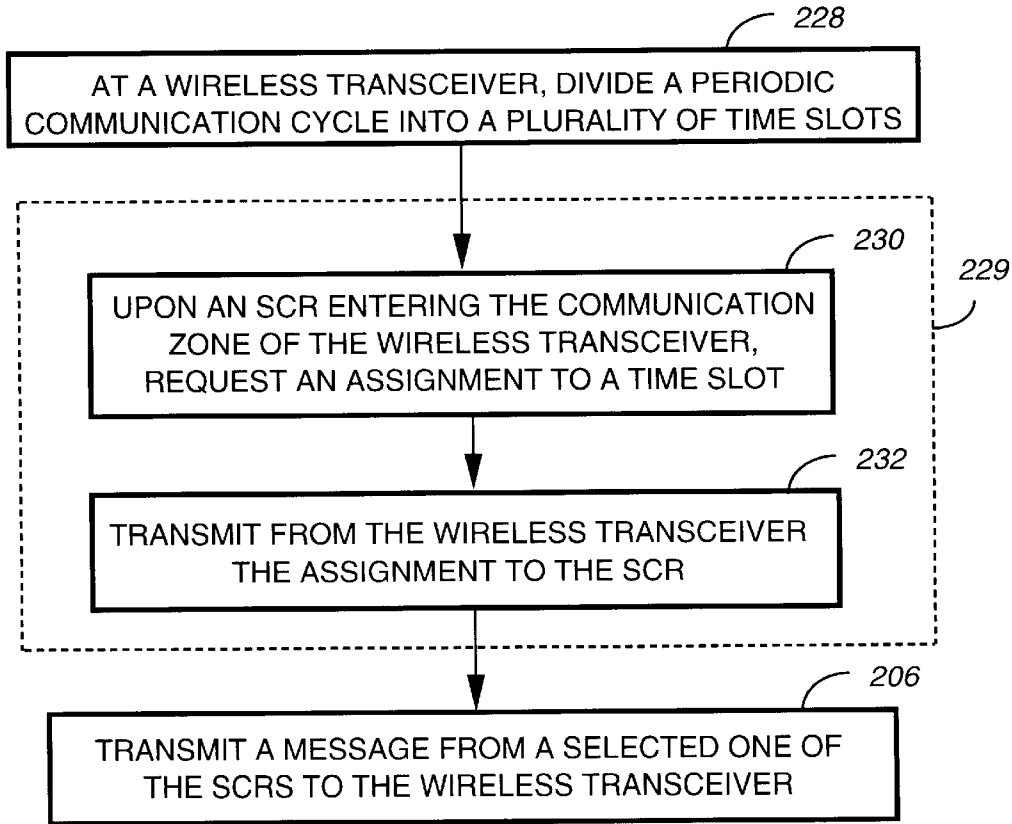 228
AT A WIRELESS TRANSCEIVER, DIVIDE A PERIODIC
COMMUNICATION CYCLE INTO A PLURALITY OF TIME SLOTS
230
229
UPON AN SCR ENTERING THE COMMUNICATION
ZONE OF THE WIRELESS TRANSCEIVER,
REQUEST AN ASSIGNMENT TO A TIME SLOT
232
TRANSMIT FROM THE WIRELESS TRANSCEIVER
THE ASSIGNMENT TO THE SCR
206
TRANSMIT A MESSAGE FROM A SELECTED ONE OF
THE SCRS TO THE WIRELESS TRANSCEIVER